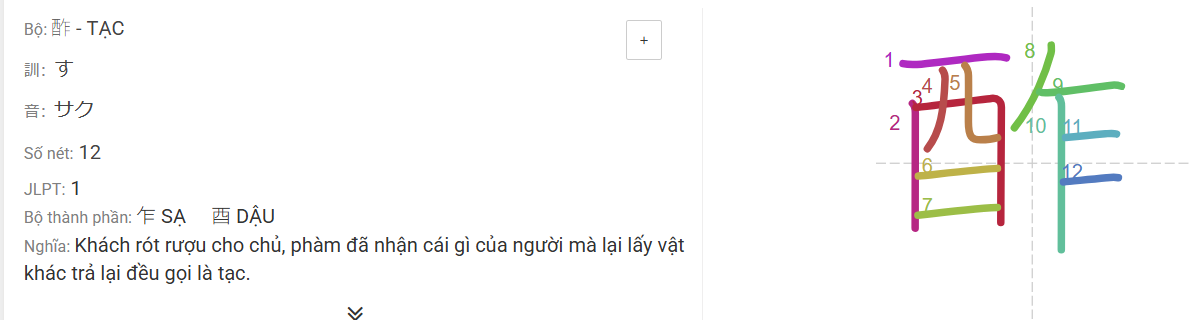 Bộ: 酢 - TẠC
+
訓: す
音: サク
Số nét: 12
JLPT: 1
Bộ thành phần: 乍 SẠ 酉 DẬU
Nghĩa: Khách rót rượu cho chủ, phàm đã nhận cái gì của người mà lại lấy vật
khác trả lại đều gọi là tạc.
酢
1
2
3
4
5
6
7
8
9
10
11
12